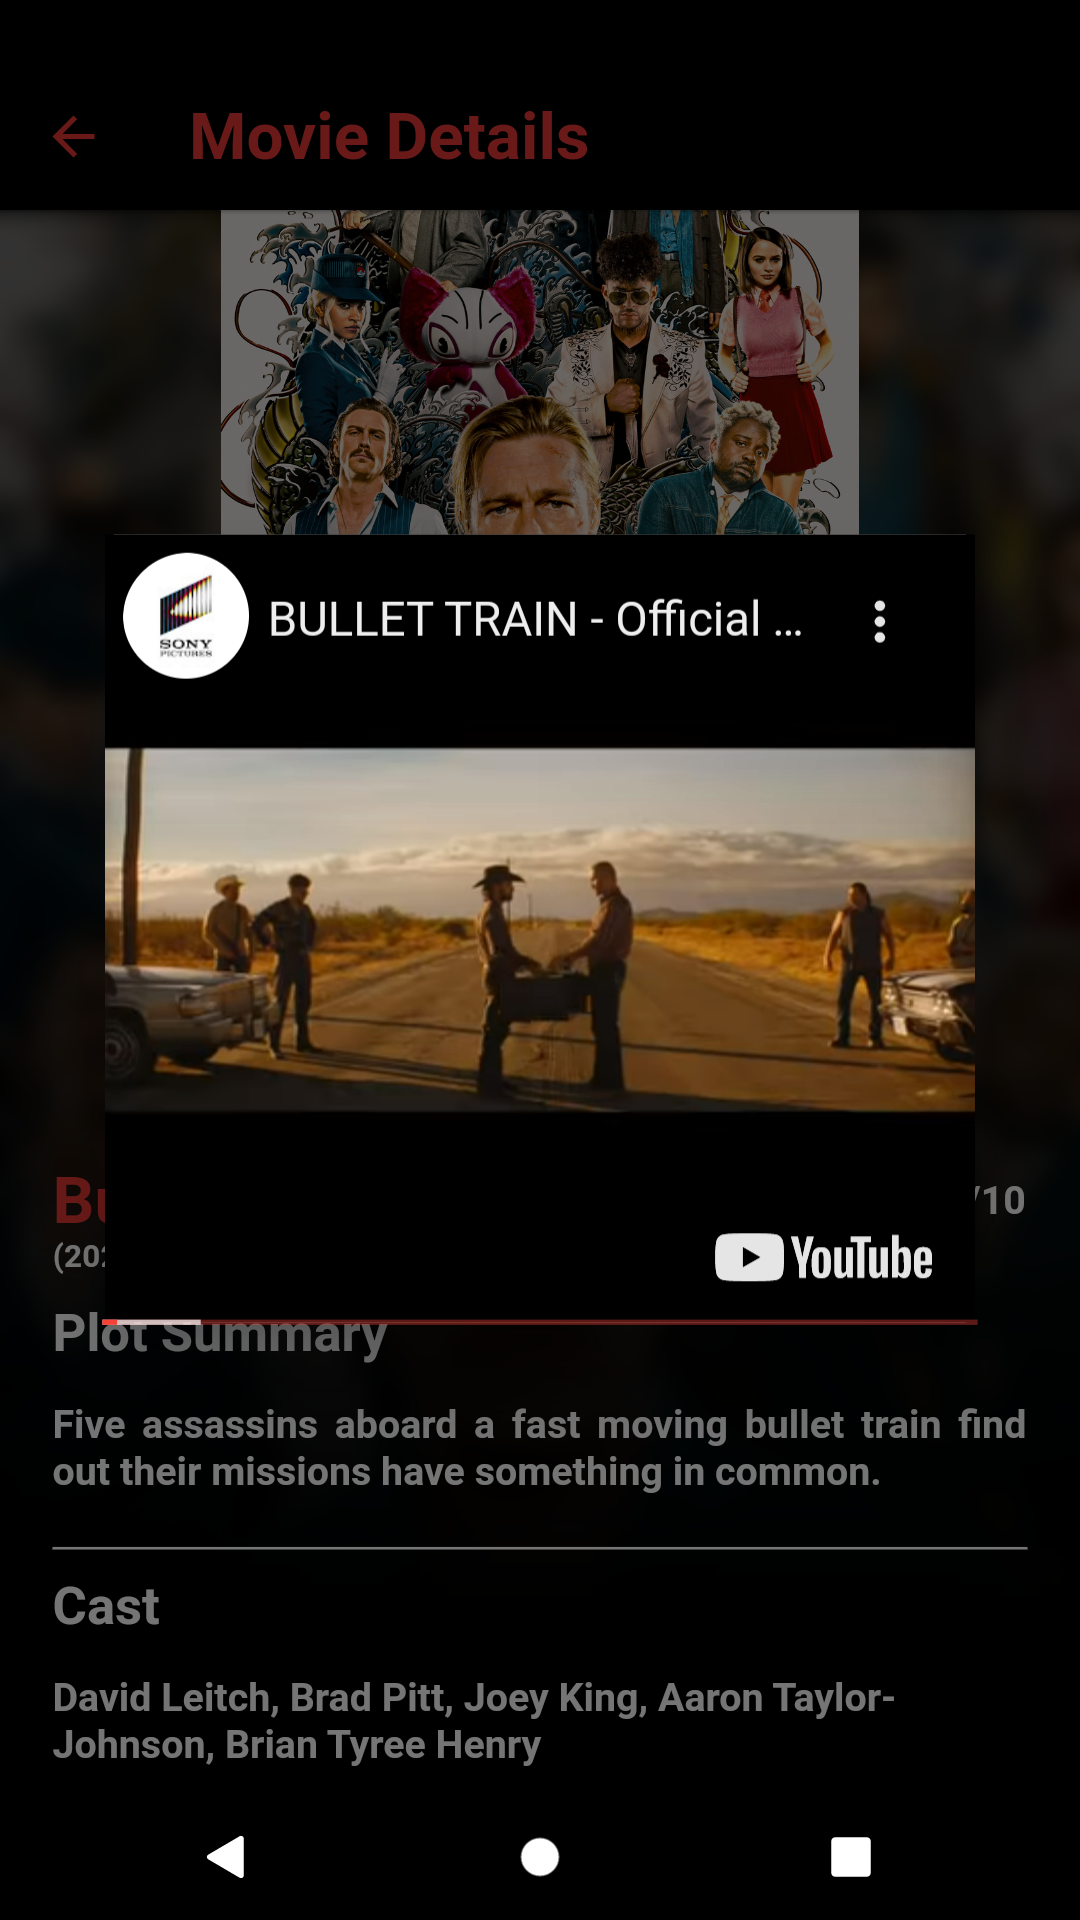 Movie Details
SONY
PICTURES
BULLET TRAIN - Official ...
YouTube
/10
(202
Plot Summary
Five assassins aboard a fast moving bullet train find
out their missions have something in common.
Cast
David Leitch, Brad Pitt, Joey King, Aaron Taylor-
Johnson, Brian Tyree Henry